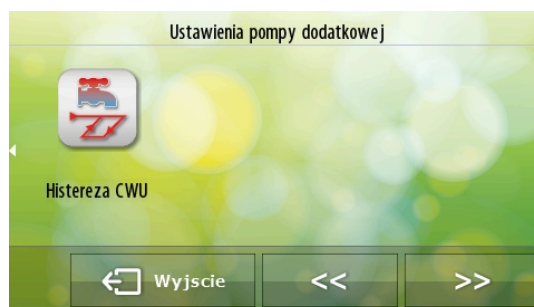 Ustawienia pompy dodatkowej
Histereza CWU
Wyjscie << >>